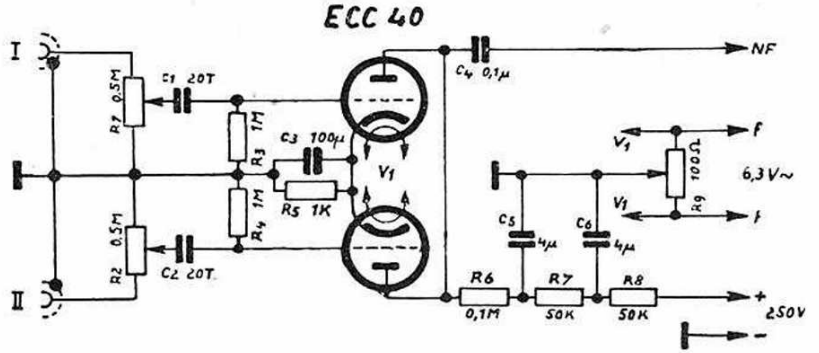 ECC 40
I
R1 0,5M
C1 20T
R3 1M
C3 100µ
R5 1K
V1
C4 0,1µ
NF
V1
R9 100Ω
6,3V~
V1
R2 0,5M
C2 20T
R4 1M
C5 4µ
C6 4µ
II
R6 0,1M
R7 50K
R8 50K
+
250V
-